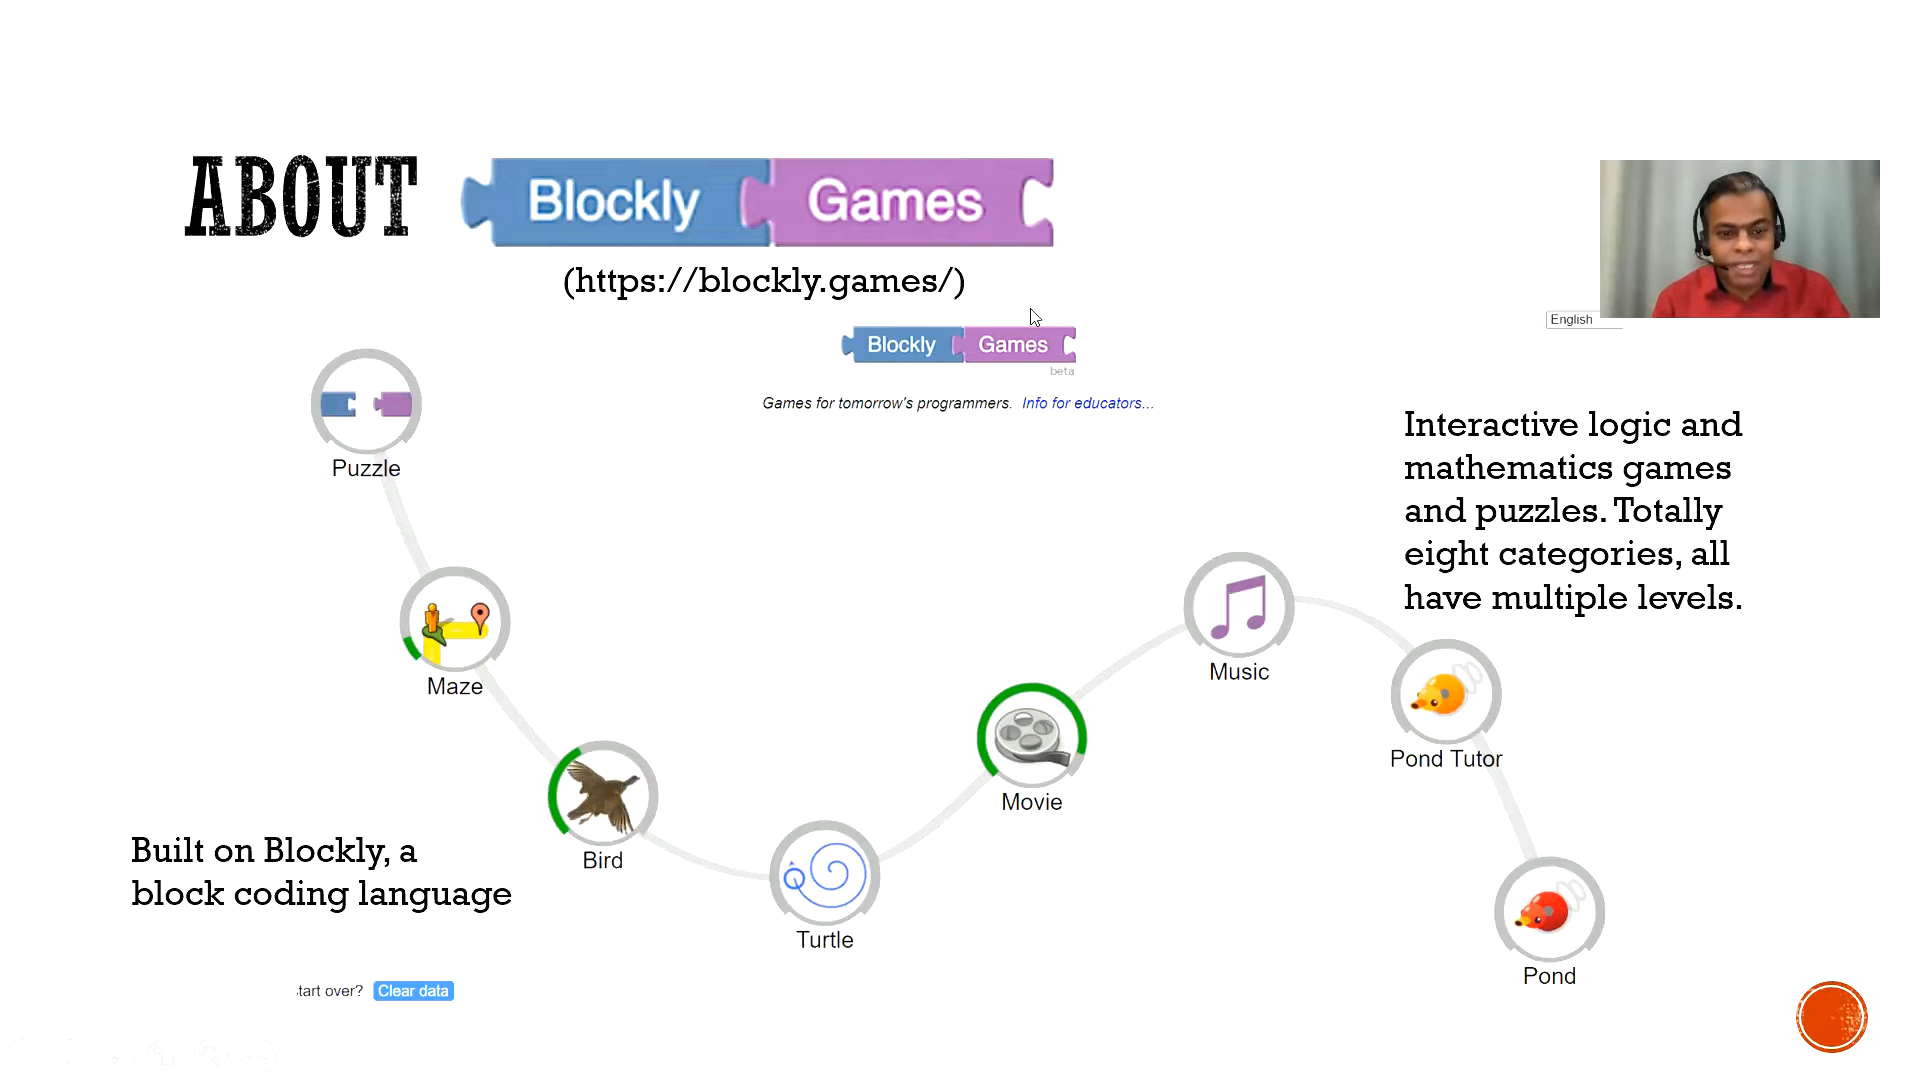 ABOUT
Blockly Games
(https://blockly.games/)
English
Blockly Games
beta
Games for tomorrow's programmers. Info for educators...
Puzzle
Interactive logic and
mathematics games
and puzzles. Totally
eight categories, all
have multiple levels.
Maze
Music
Pond Tutor
Movie
Bird
Built on Blockly, a
block coding language
Turtle
Pond
tart over? Clear data